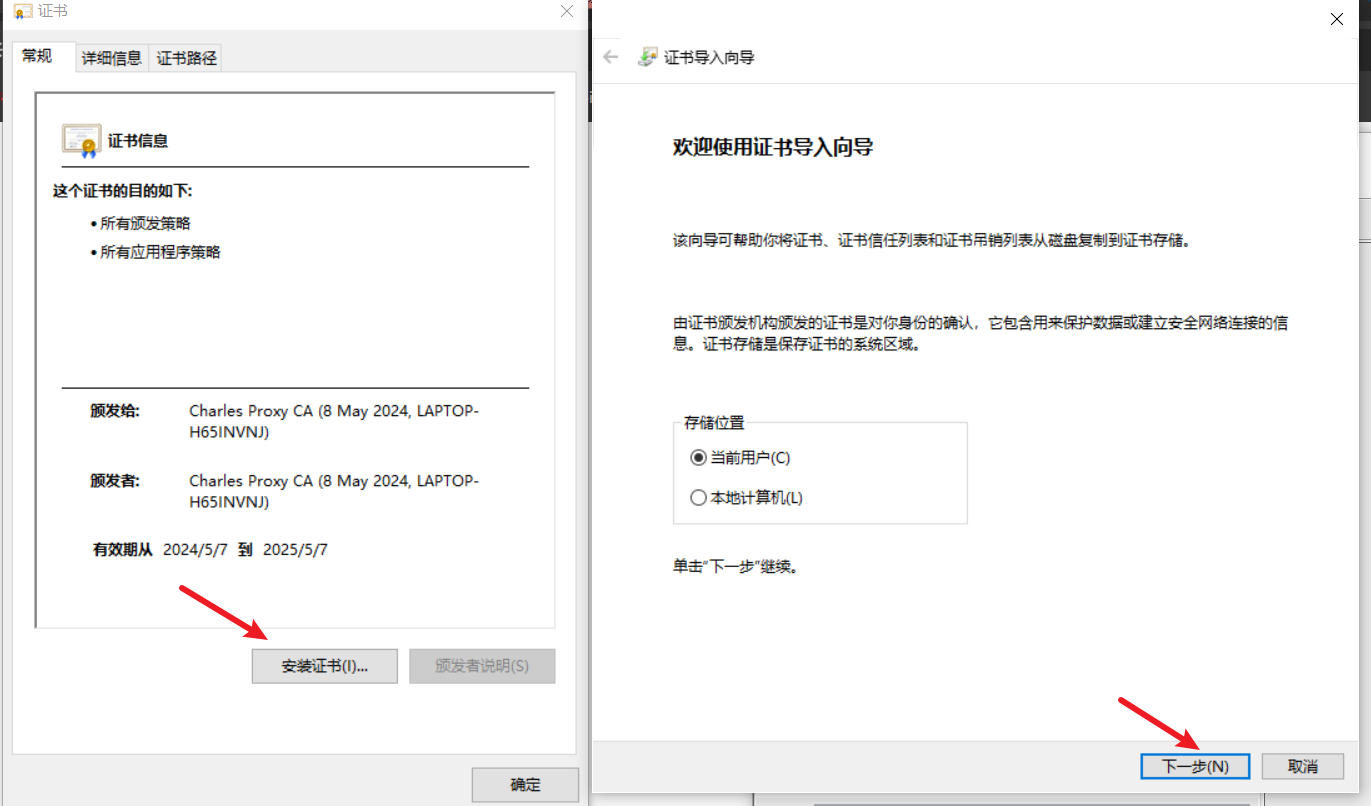 证书
常规
详细信息
证书路径
证书信息
这个证书的目的如下:
• 所有颁发策略
• 所有应用程序策略
颁发给:
Charles Proxy CA (8 May 2024, LAPTOP-
H65INVNJ)
颁发者:
Charles Proxy CA (8 May 2024, LAPTOP-
H65INVNJ)
有效期从 2024/5/7 到 2025/5/7
安装证书(I)...
颁发者说明(S)
确定
证书导入向导
欢迎使用证书导入向导
该向导可帮助你将证书、证书信任列表和证书吊销列表从磁盘复制到证书存储。
由证书颁发机构颁发的证书是对你身份的确认，它包含用来保护数据或建立安全网络连接的信
息。证书存储是保存证书的系统区域。
存储位置
当前用户(C)
本地计算机(L)
单击“下一步”继续。
下一步(N)
取消